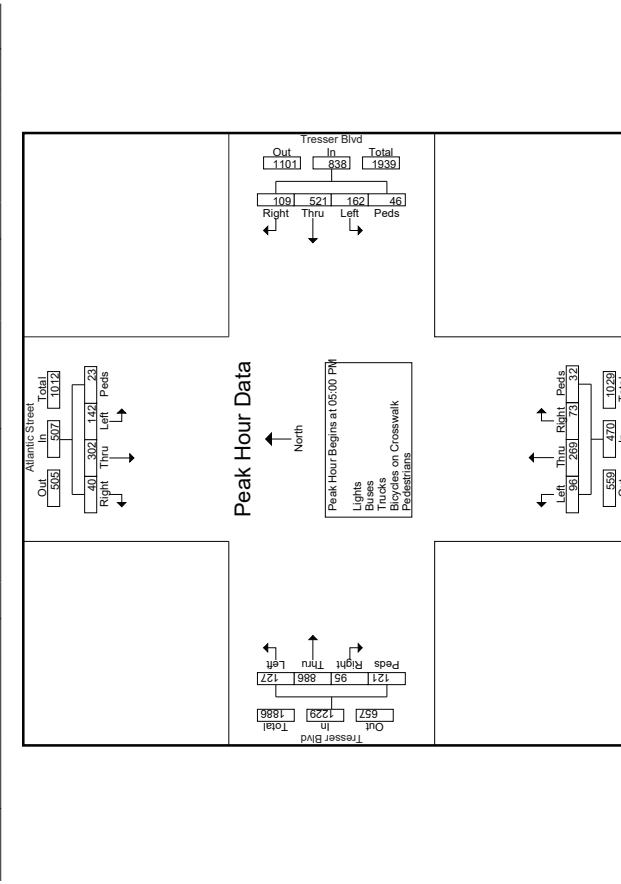 Tresser Blvd
Out In Total
1101 838 1939
109 521 162 46
Right Thru Left Peds
Atlantic Street
Out In Total
505 507 1012
40 302 142 23
Right Thru Left Peds
Peak Hour Data
North
Peak Hour Begins at 05:00 PM
Lights
Buses
Trucks
Bicycles on Crosswalk
Pedestrians
Left Thru Right Peds
96 269 73 32
559 470 1029
Out In Total
Peds Right Thru Left
121 95 886 127
657 1229 1886
Out In Total
Tresser Blvd